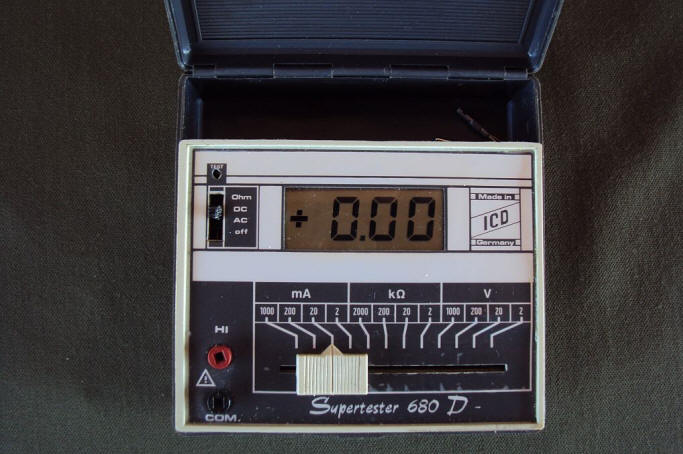 TEST
Ohm
DC
AC
off
+ 0.00
Made in
ICD
Germany
mA kΩ V
1000 200 20 2 2000 200 20 2 1000 200 20 2
HI
COM.
Supertester 680 D